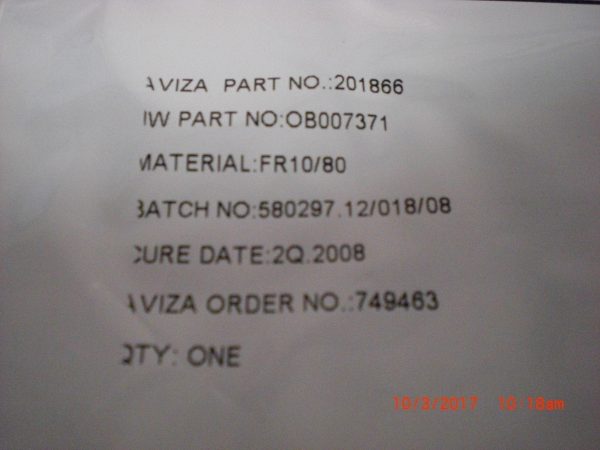 AVIZA PART NO.:201866
IW PART NO:OB007371
MATERIAL:FR10/80
BATCH NO:580297.12/018/08
CURE DATE:2Q.2008
AVIZA ORDER NO.:749463
QTY: ONE
10/3/2017 10:18am